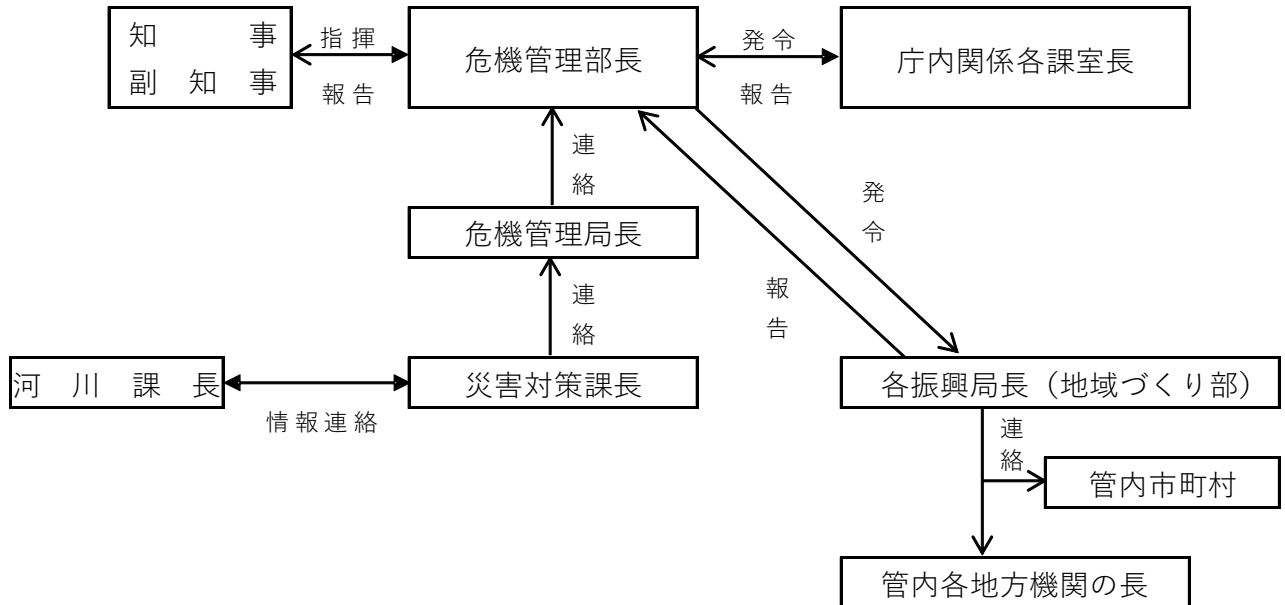 知事
副知事
指揮
報告
危機管理部長
発令
報告
庁内関係各課室長
連絡
危機管理局長
発令
報告
連絡
河川課長
情報連絡
災害対策課長
各振興局長（地域づくり部）
連絡
管内市町村
管内各地方機関の長